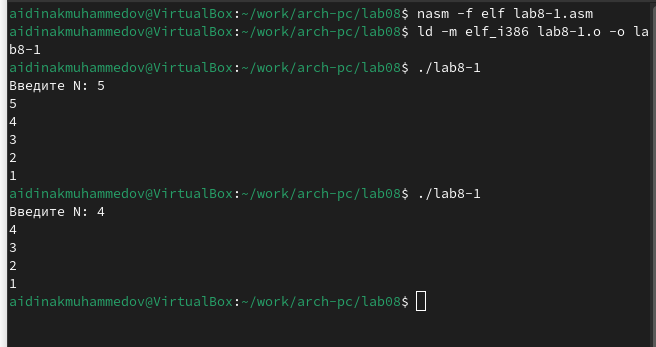 aidinakmuhammedov@VirtualBox:~/work/arch-pc/lab08$ nasm -f elf lab8-1.asm
aidinakmuhammedov@VirtualBox:~/work/arch-pc/lab08$ ld -m elf_i386 lab8-1.o -o la
b8-1
aidinakmuhammedov@VirtualBox:~/work/arch-pc/lab08$ ./lab8-1
Введите N: 5
5
4
3
2
1
aidinakmuhammedov@VirtualBox:~/work/arch-pc/lab08$ ./lab8-1
Введите N: 4
4
3
2
1
aidinakmuhammedov@VirtualBox:~/work/arch-pc/lab08$